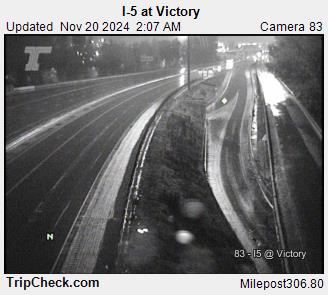 I-5 at Victory
Updated Nov 20 2024 2:07 AM Camera 83
T
N
83 - I5 @ Victory
TripCheck.com Milepost306.80